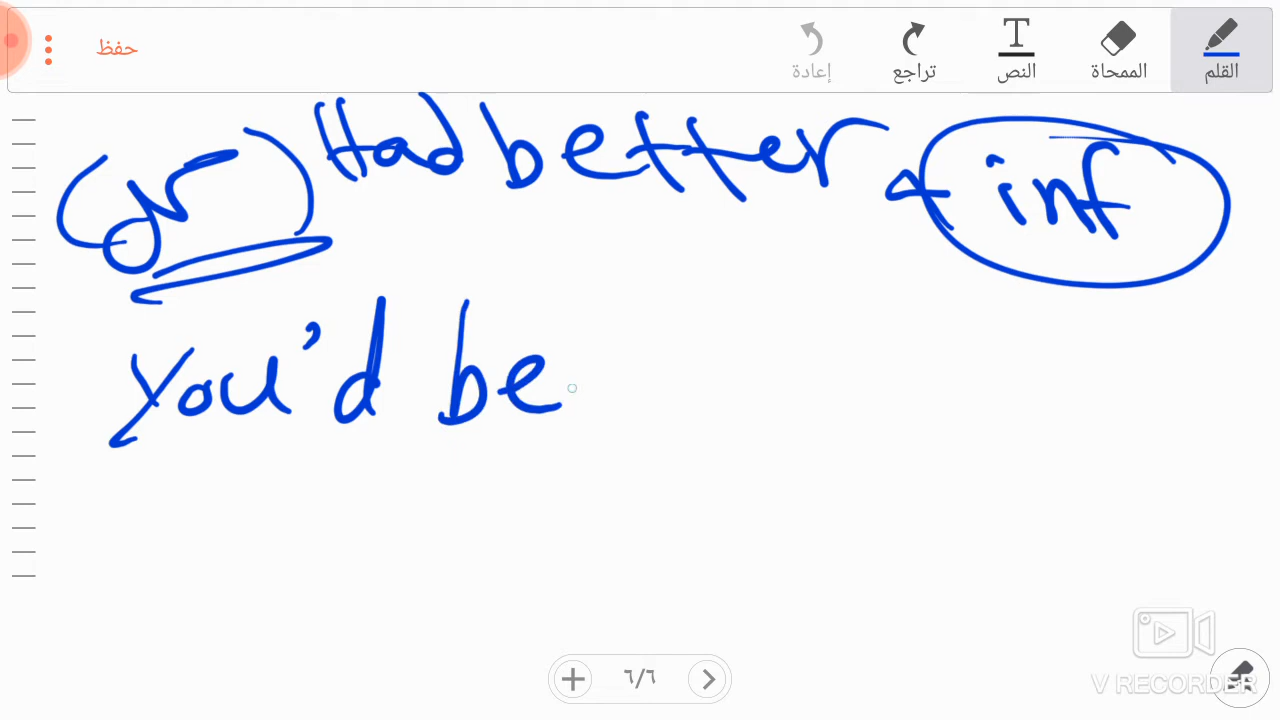 حفظ إعادة تراجع النص الممحاة القلم
Had better + inf
You'd be
٦/٦
V RECORDER